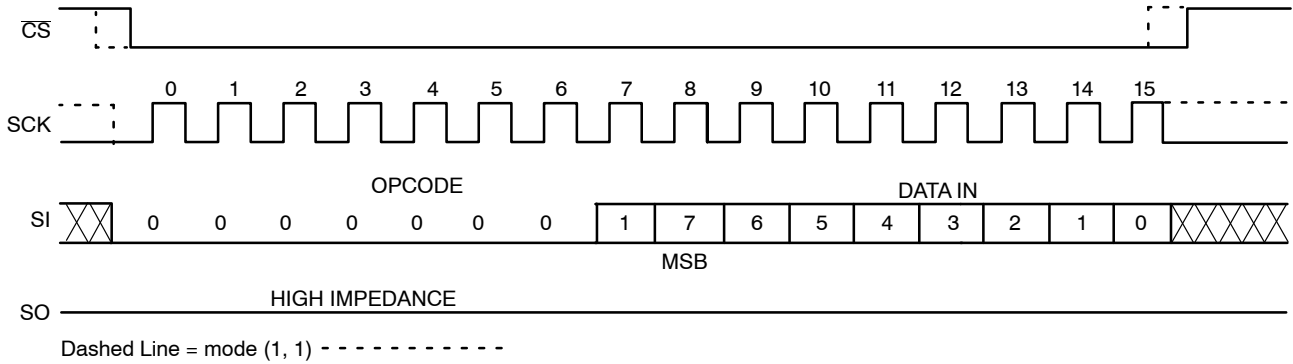 CS
0 1 2 3 4 5 6 7 8 9 10 11 12 13 14 15
SCK
OPCODE DATA IN
SI 0 0 0 0 0 0 0 1 7 6 5 4 3 2 1 0
MSB
HIGH IMPEDANCE
SO
Dashed Line = mode (1, 1)